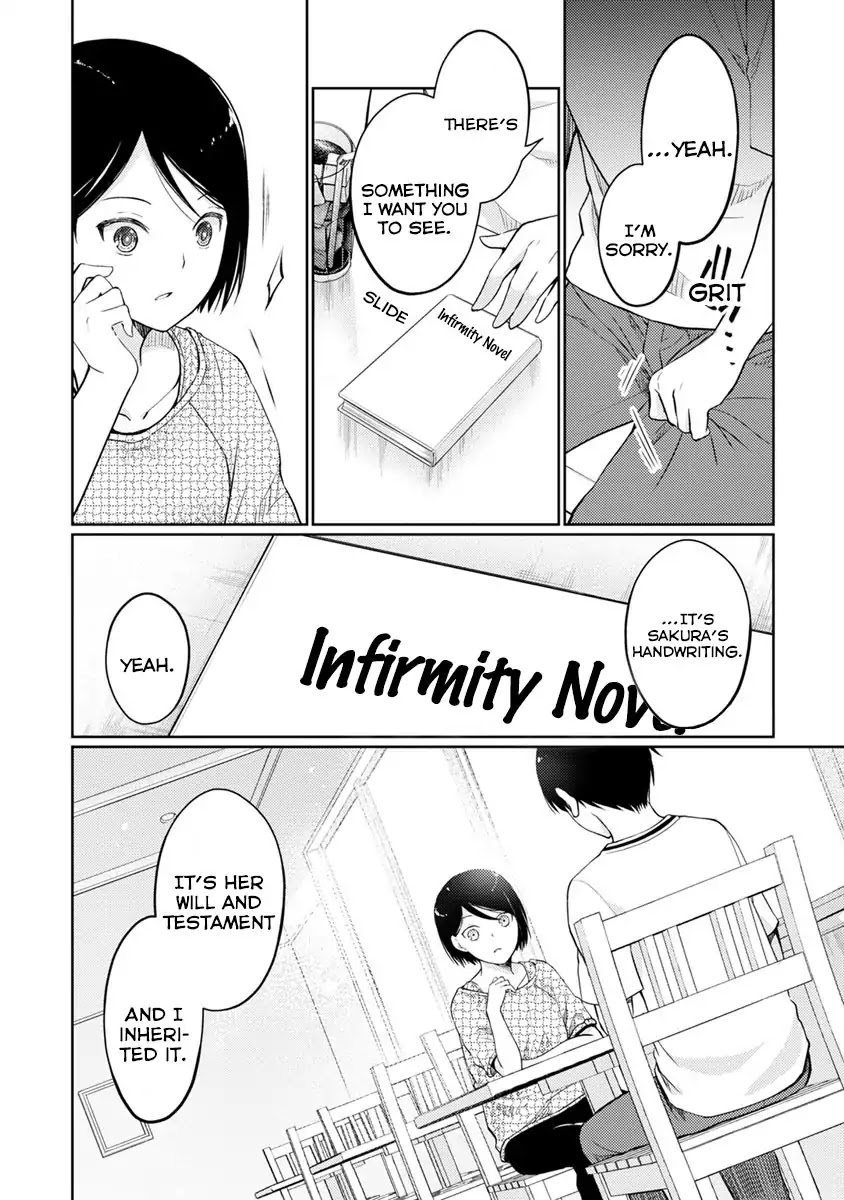 ...YEAH.
I'M
SORRY.
GRIT
THERE'S
SOMETHING
I WANT YOU
TO SEE.
SLIDE
Infirmity Novel
...IT'S
SAKURA'S
HANDWRITING.
Infirmity Novel
YEAH.
IT'S HER
WILL AND
TESTAMENT
AND I
INHERI-
TED IT.